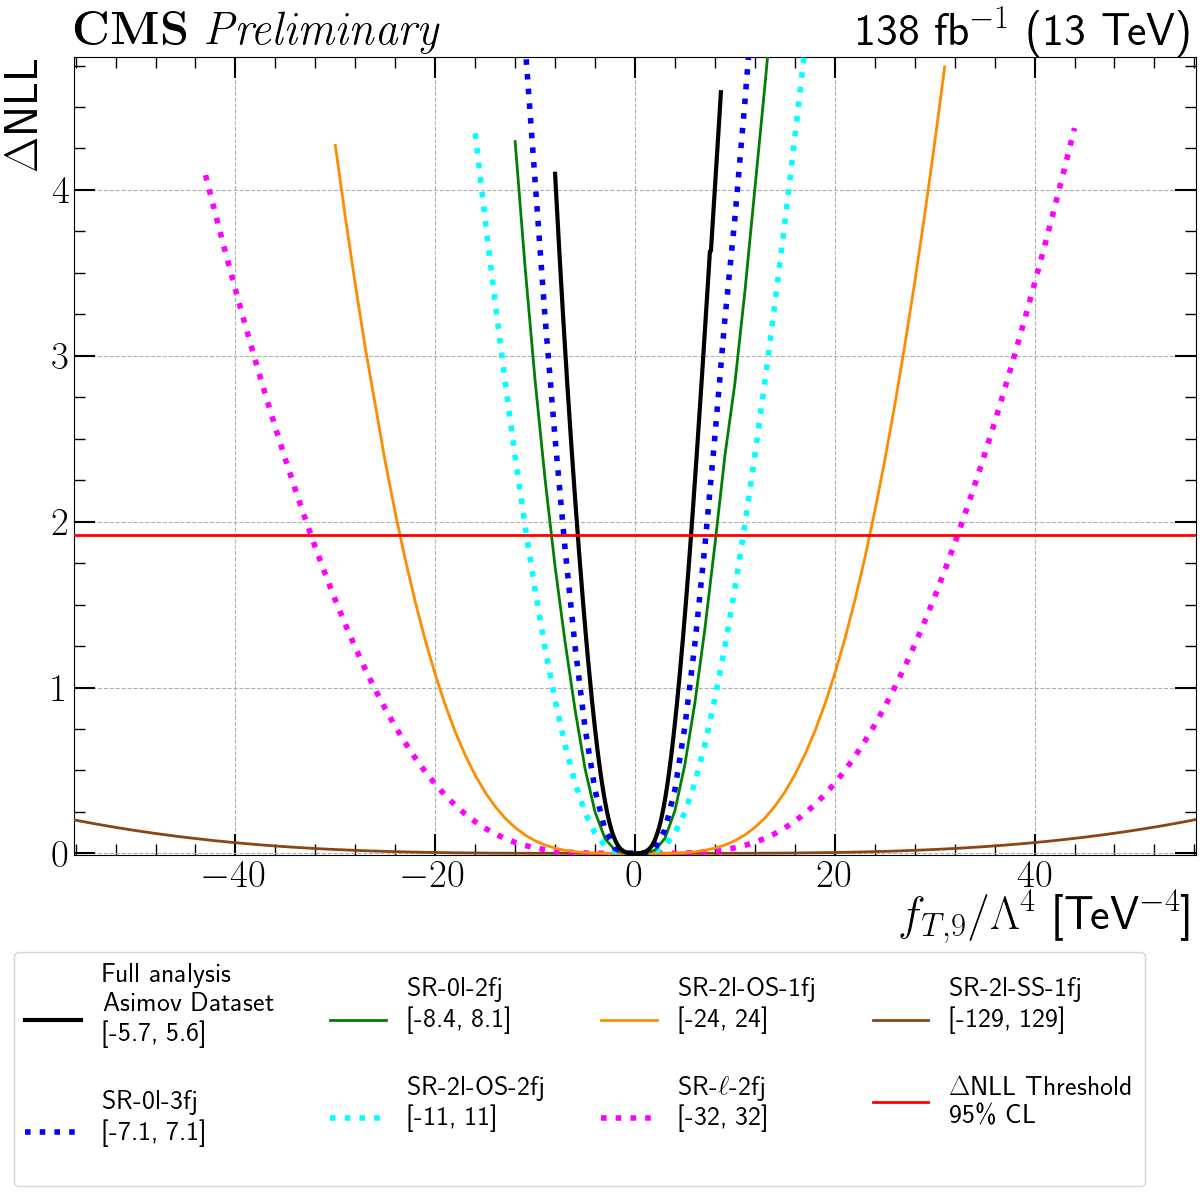 CMS Preliminary 138 fb⁻¹ (13 TeV)
ΔNLL
4
3
2
1
0
−40 −20 0 20 40
f_{T,9}/Λ⁴ [TeV⁻⁴]
Full analysis
Asimov Dataset
[-5.7, 5.6]
SR-0l-3fj
[-7.1, 7.1]
SR-0l-2fj
[-8.4, 8.1]
SR-2l-OS-2fj
[-11, 11]
SR-2l-OS-1fj
[-24, 24]
SR-ℓ-2fj
[-32, 32]
SR-2l-SS-1fj
[-129, 129]
ΔNLL Threshold
95% CL